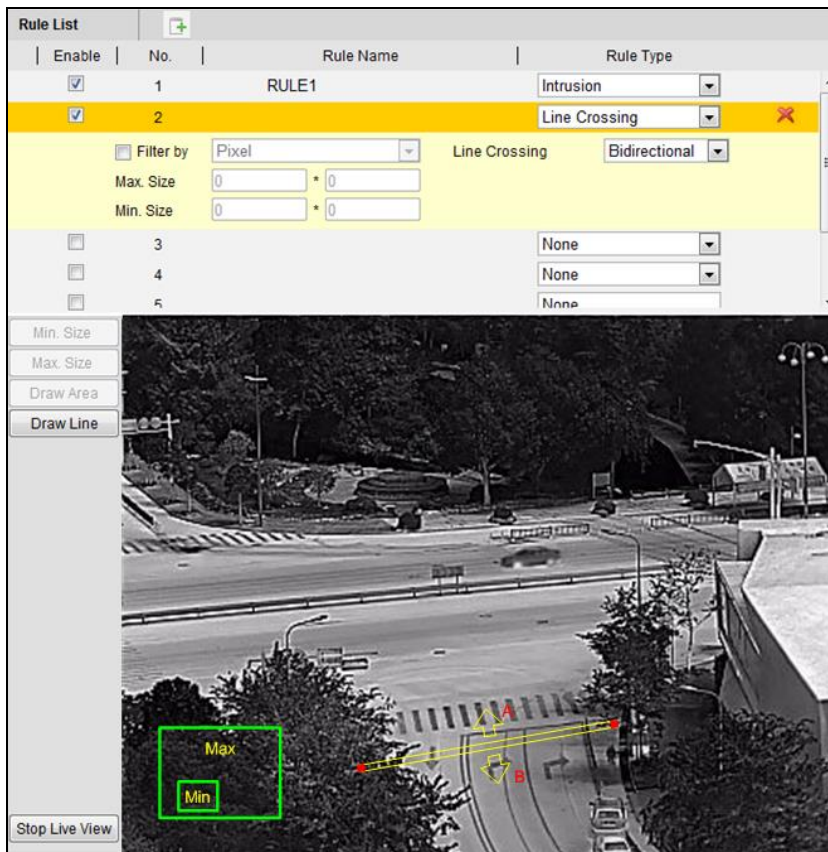 Rule List
Enable No. Rule Name Rule Type
1 RULE1 Intrusion
2 Line Crossing
Filter by Pixel Line Crossing Bidirectional
Max. Size 0 * 0
Min. Size 0 * 0
3 None
4 None
5 None
Min. Size
Max. Size
Draw Area
Draw Line
A
Max
B
Min
Stop Live View